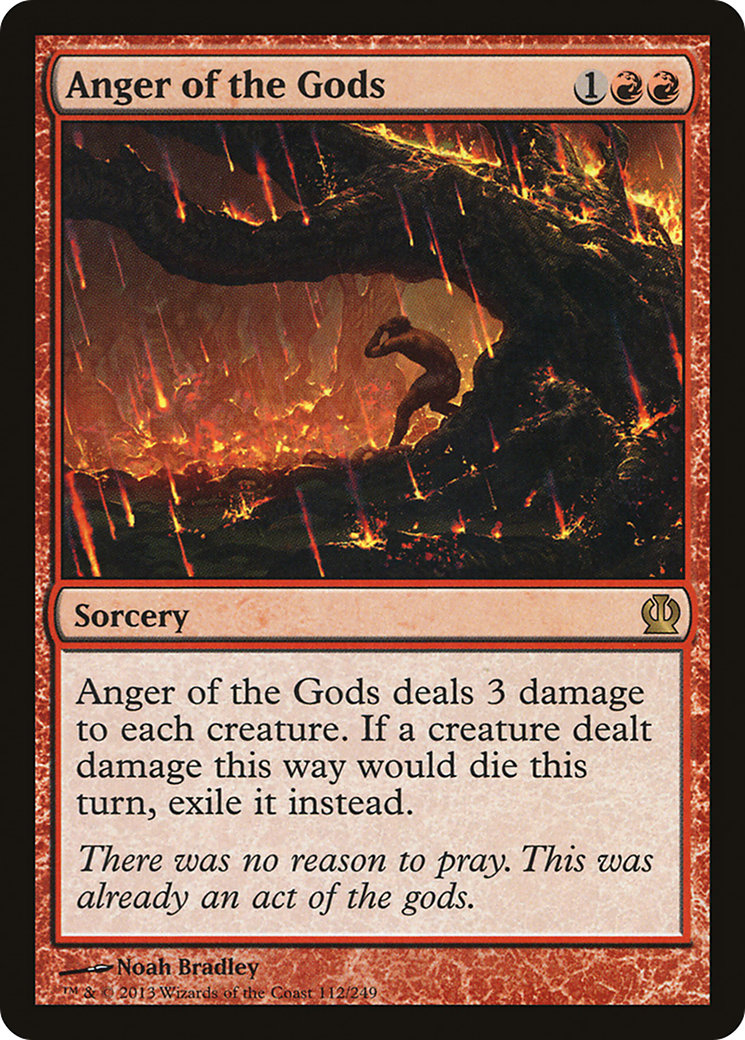 Anger of the Gods 1
Sorcery
Anger of the Gods deals 3 damage
to each creature. If a creature dealt
damage this way would die this
turn, exile it instead.
There was no reason to pray. This was
already an act of the gods.
Noah Bradley
™ & © 2013 Wizards of the Coast 112/249